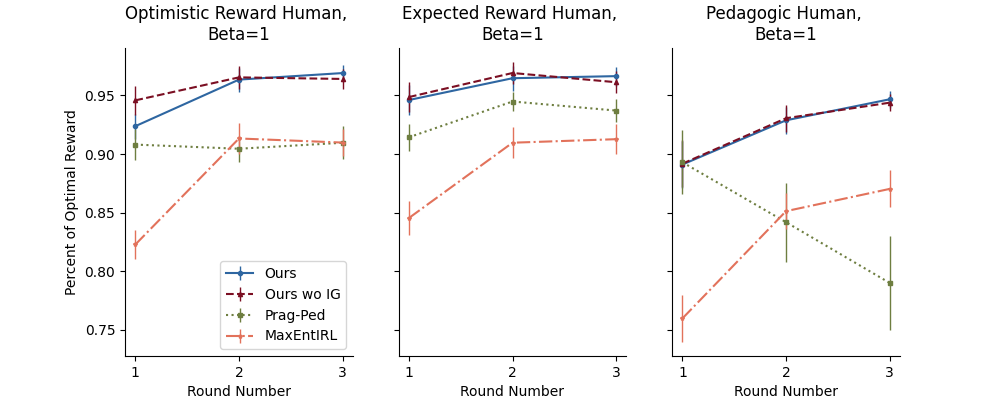 Optimistic Reward Human,
Beta=1
Expected Reward Human,
Beta=1
Pedagogic Human,
Beta=1
Percent of Optimal Reward
0.95
0.90
0.85
0.80
0.75
Ours
Ours wo IG
Prag-Ped
MaxEntIRL
1 2 3
1 2 3
1 2 3
Round Number
Round Number
Round Number